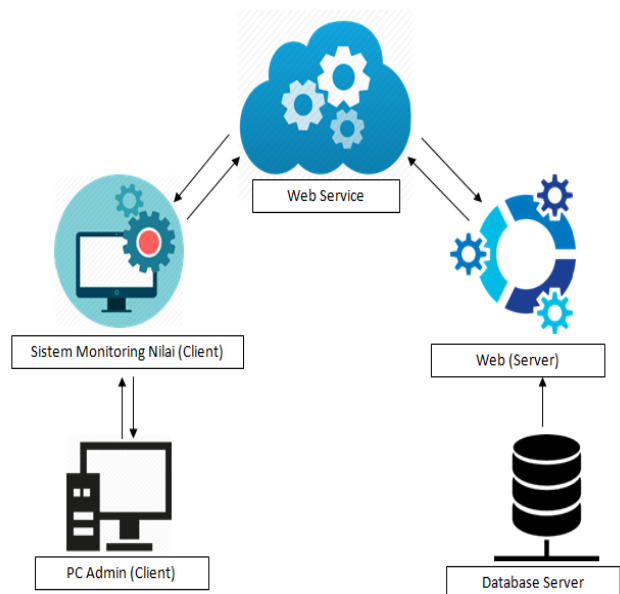 Web Service
Sistem Monitoring Nilai (Client)
Web (Server)
PC Admin (Client)
Database Server